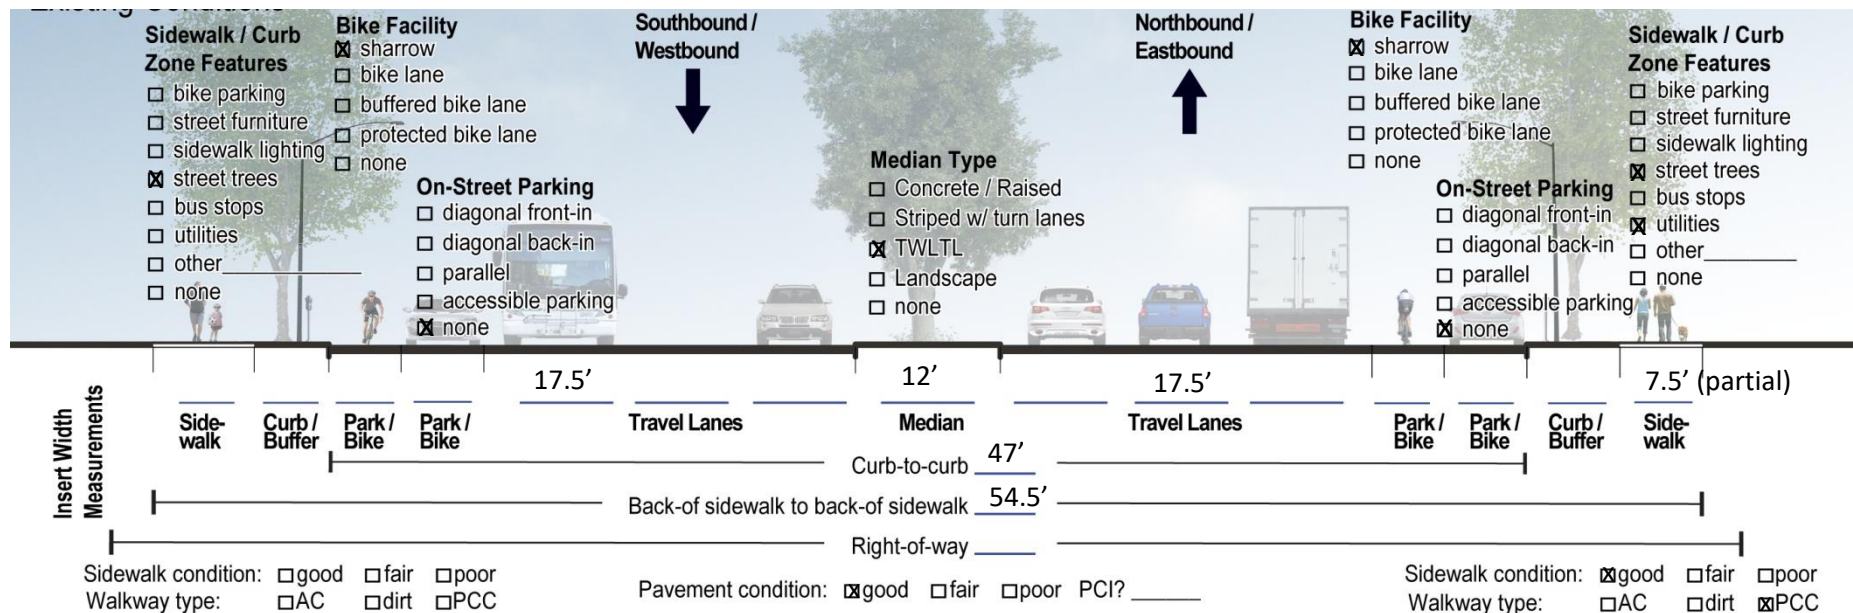 Existing Conditions
Sidewalk / Curb
Zone Features
☐ bike parking
☐ street furniture
☐ sidewalk lighting
☒ street trees
☐ bus stops
☐ utilities
☐ other____________
☐ none
Bike Facility
☒ sharrow
☐ bike lane
☐ buffered bike lane
☐ protected bike lane
☐ none
On-Street Parking
☐ diagonal front-in
☐ diagonal back-in
☐ parallel
☐ accessible parking
☒ none
Southbound /
Westbound
Median Type
☐ Concrete / Raised
☐ Striped w/ turn lanes
☒ TWLTL
☐ Landscape
☐ none
Northbound /
Eastbound
Bike Facility
☒ sharrow
☐ bike lane
☐ buffered bike lane
☐ protected bike lane
☐ none
On-Street Parking
☐ diagonal front-in
☐ diagonal back-in
☐ parallel
☐ accessible parking
☒ none
Sidewalk / Curb
Zone Features
☐ bike parking
☐ street furniture
☐ sidewalk lighting
☒ street trees
☐ bus stops
☒ utilities
☐ other________
☐ none
Insert Width
Measurements
17.5’ 12’ 17.5’ 7.5’ (partial)
Side-
walk
Curb /
Buffer
Park /
Bike
Park /
Bike
Travel Lanes
Median
Travel Lanes
Park /
Bike
Park /
Bike
Curb /
Buffer
Side-
walk
Curb-to-curb 47’
Back-of sidewalk to back-of sidewalk 54.5’
Right-of-way ______
Sidewalk condition: ☐good ☐fair ☐poor
Walkway type: ☐AC ☐dirt ☐PCC
Pavement condition: ☒good ☐fair ☐poor PCI? ______
Sidewalk condition: ☒good ☐fair ☐poor
Walkway type: ☐AC ☐dirt ☒PCC